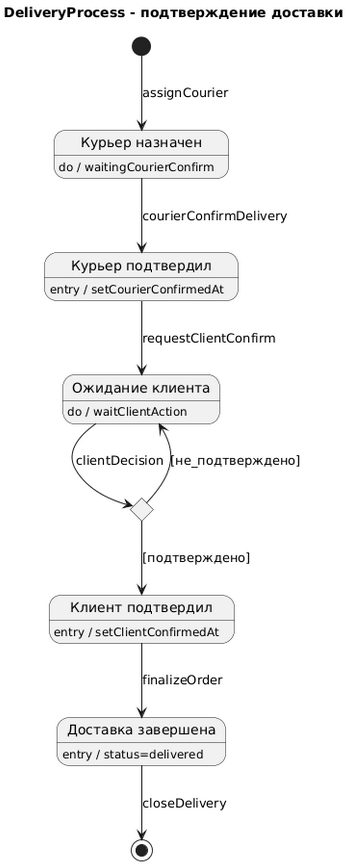 DeliveryProcess - подтверждение доставки
assignCourier
Курьер назначен
do / waitingCourierConfirm
courierConfirmDelivery
Курьер подтвердил
entry / setCourierConfirmedAt
requestClientConfirm
Ожидание клиента
do / waitClientAction
clientDecision
[не_подтверждено]
[подтверждено]
Клиент подтвердил
entry / setClientConfirmedAt
finalizeOrder
Доставка завершена
entry / status=delivered
closeDelivery